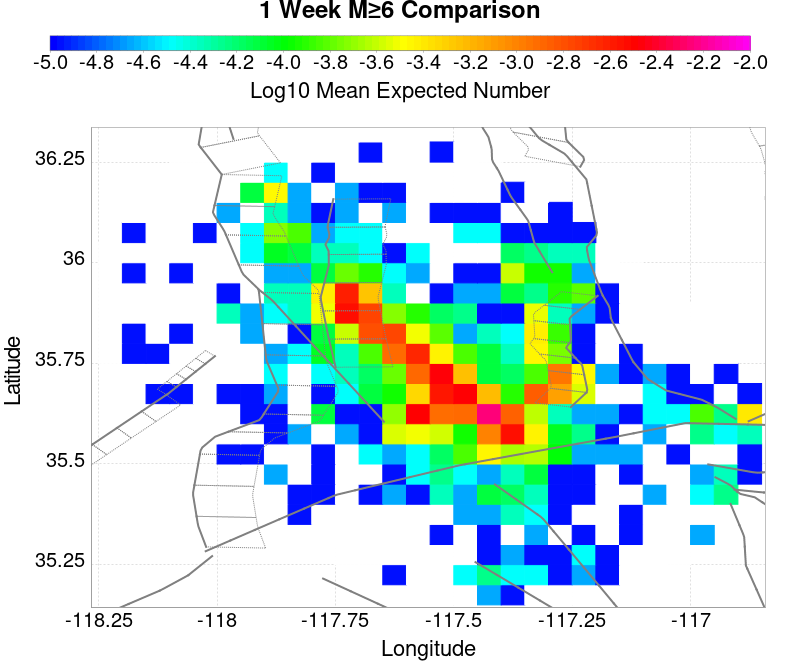 1 Week M≥6 Comparison
-5.0 -4.8 -4.6 -4.4 -4.2 -4.0 -3.8 -3.6 -3.4 -3.2 -3.0 -2.8 -2.6 -2.4 -2.2 -2.0
Log10 Mean Expected Number
36.25
36
35.75
35.5
35.25
Latitude
-118.25 -118 -117.75 -117.5 -117.25 -117
Longitude